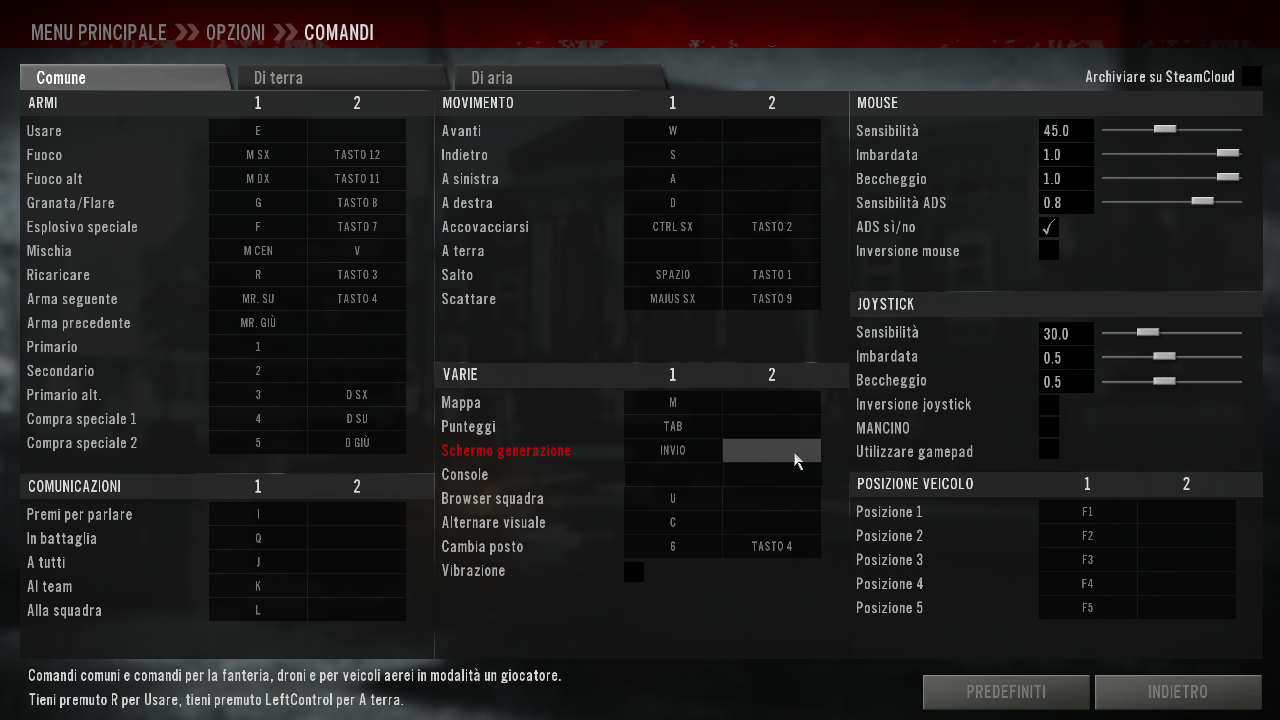 MENU PRINCIPALE OPZIONI COMANDI
Comune Di terra Di aria
Archiviare su SteamCloud
ARMI 1 2
Usare E
Fuoco M SX TASTO 12
Fuoco alt M DX TASTO 11
Granata/Flare G TASTO 8
Esplosivo speciale F TASTO 7
Mischia M CEN V
Ricaricare R TASTO 3
Arma seguente MR. SU TASTO 4
Arma precedente MR. GIÙ
Primario 1
Secondario 2
Primario alt. 3 D SX
Compra speciale 1 4 D SU
Compra speciale 2 5 D GIÙ
COMUNICAZIONI 1 2
Premi per parlare I
In battaglia Q
A tutti J
Al team K
Alla squadra L
MOVIMENTO 1 2
Avanti W
Indietro S
A sinistra A
A destra D
Accovacciarsi CTRL SX TASTO 2
A terra
Salto SPAZIO TASTO 1
Scattare MAIUS SX TASTO 9
VARIE 1 2
Mappa M
Punteggi TAB
Schermo generazione INVIO
Console
Browser squadra U
Alternare visuale C
Cambia posto 6 TASTO 4
Vibrazione
MOUSE
Sensibilità 45.0
Imbardata 1.0
Beccheggio 1.0
Sensibilità ADS 0.8
ADS sì/no
Inversione mouse
JOYSTICK
Sensibilità 30.0
Imbardata 0.5
Beccheggio 0.5
Inversione joystick
MANCINO
Utilizzare gamepad
POSIZIONE VEICOLO 1 2
Posizione 1 F1
Posizione 2 F2
Posizione 3 F3
Posizione 4 F4
Posizione 5 F5
Comandi comuni e comandi per la fanteria, droni e per veicoli aerei in modalità un giocatore.
Tieni premuto R per Usare, tieni premuto LeftControl per A terra.
PREDEFINITI INDIETRO